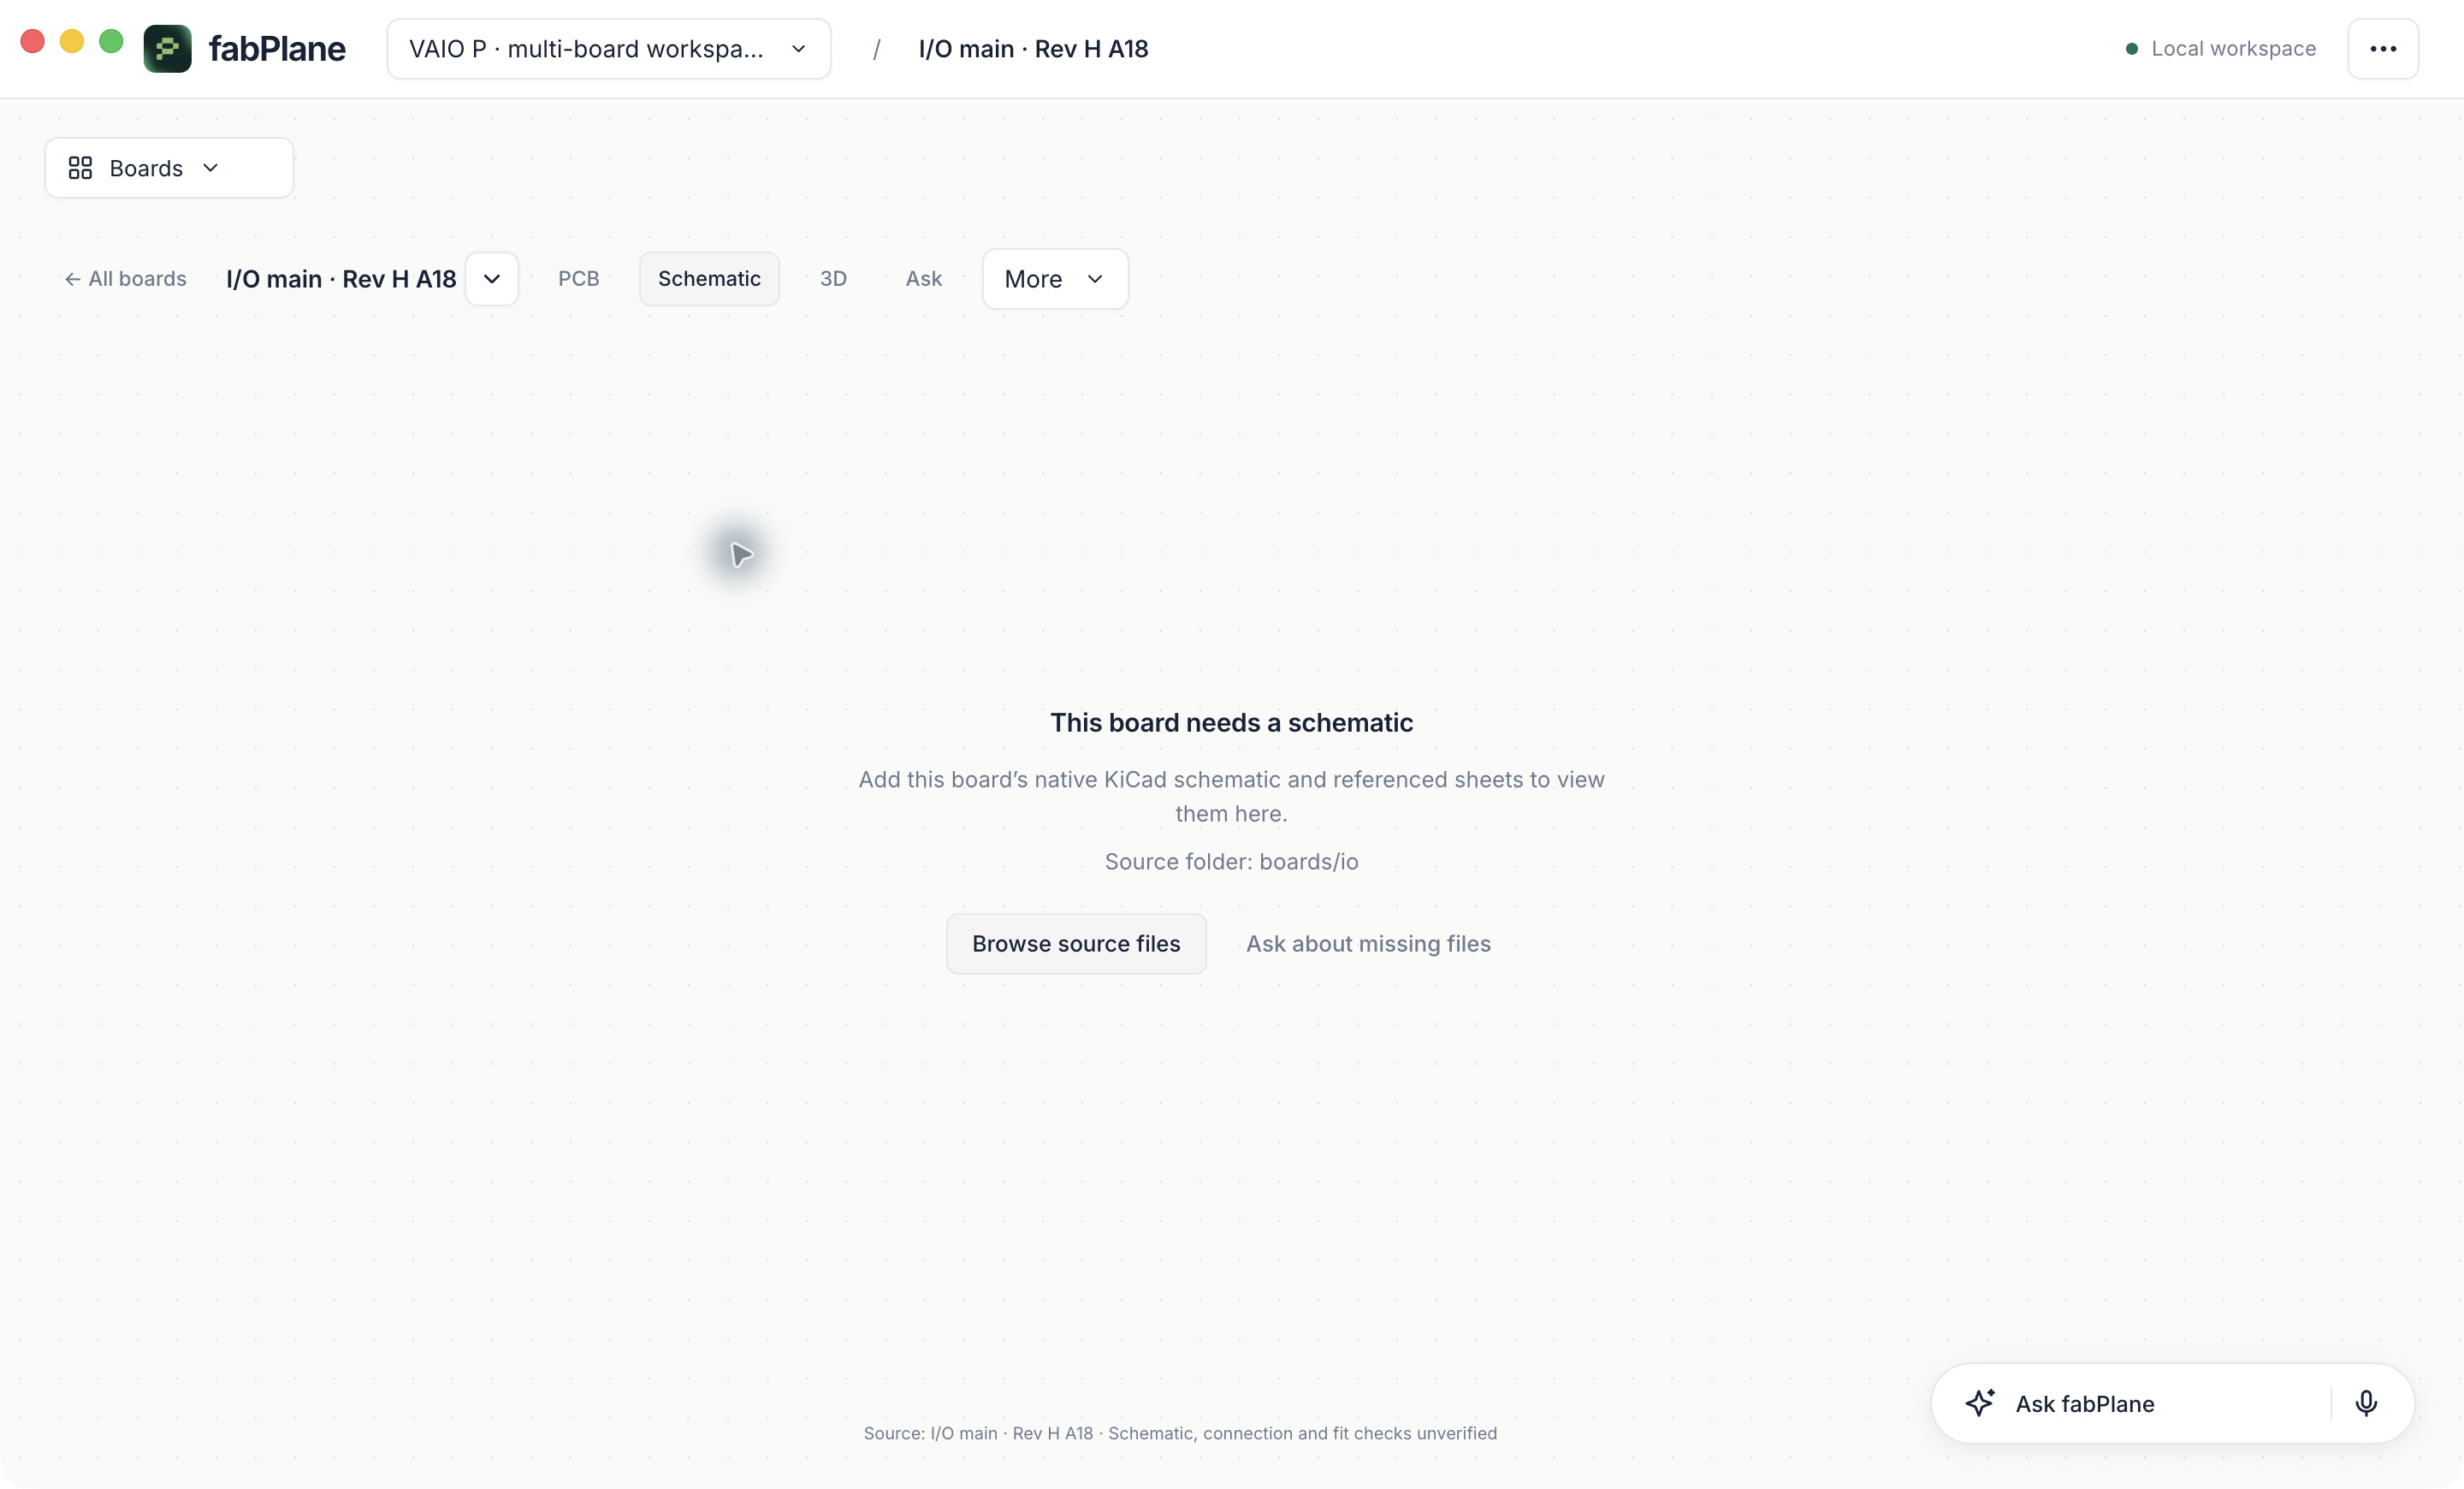 fabPlane
VAIO P · multi-board workspa...
/
I/O main · Rev H A18
Local workspace
Boards
← All boards
I/O main · Rev H A18
PCB
Schematic
3D
Ask
More
This board needs a schematic
Add this board’s native KiCad schematic and referenced sheets to view
them here.
Source folder: boards/io
Browse source files
Ask about missing files
Ask fabPlane
Source: I/O main · Rev H A18 · Schematic, connection and fit checks unverified